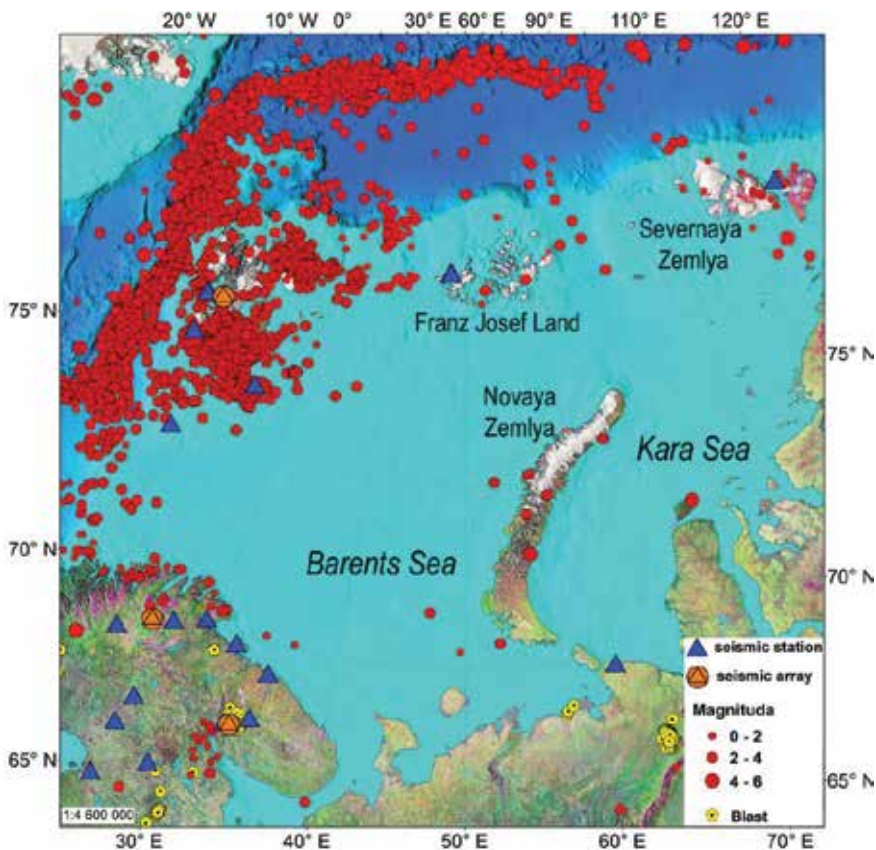 20° W 10° W 0° 30° E 60° E 90° E 110° E 120° E
Severnaya
Zemlya
75° N
Franz Josef Land
75° N
Novaya
Zemlya
Kara Sea
70° N
Barents Sea
70° N
seismic station
seismic array
Magnituda
0 - 2
2 - 4
4 - 6
Blast
65° N
65° N
1:4 600 000
30° E 40° E 50° E 60° E 70° E